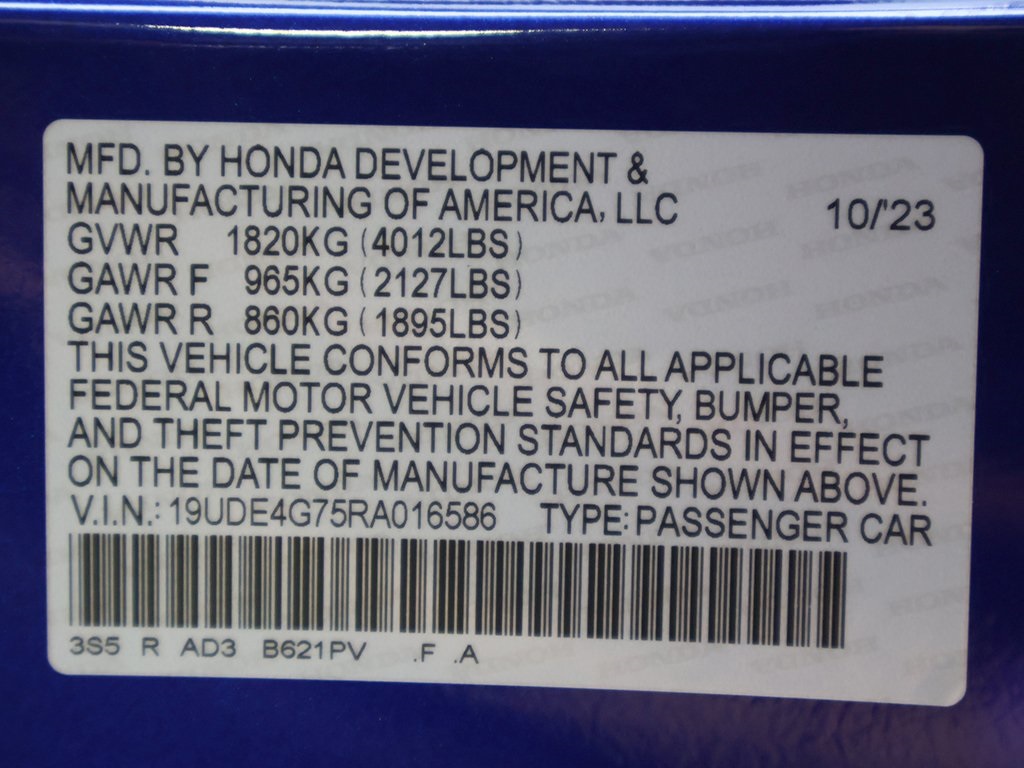 MFD. BY HONDA DEVELOPMENT &
MANUFACTURING OF AMERICA, LLC 10/'23
GVWR 1820KG (4012LBS)
GAWR F 965KG (2127LBS)
GAWR R 860KG (1895LBS)
THIS VEHICLE CONFORMS TO ALL APPLICABLE
FEDERAL MOTOR VEHICLE SAFETY, BUMPER,
AND THEFT PREVENTION STANDARDS IN EFFECT
ON THE DATE OF MANUFACTURE SHOWN ABOVE.
V.I.N.: 19UDE4G75RA016586 TYPE: PASSENGER CAR
3S5 R AD3 B621PV .F .A